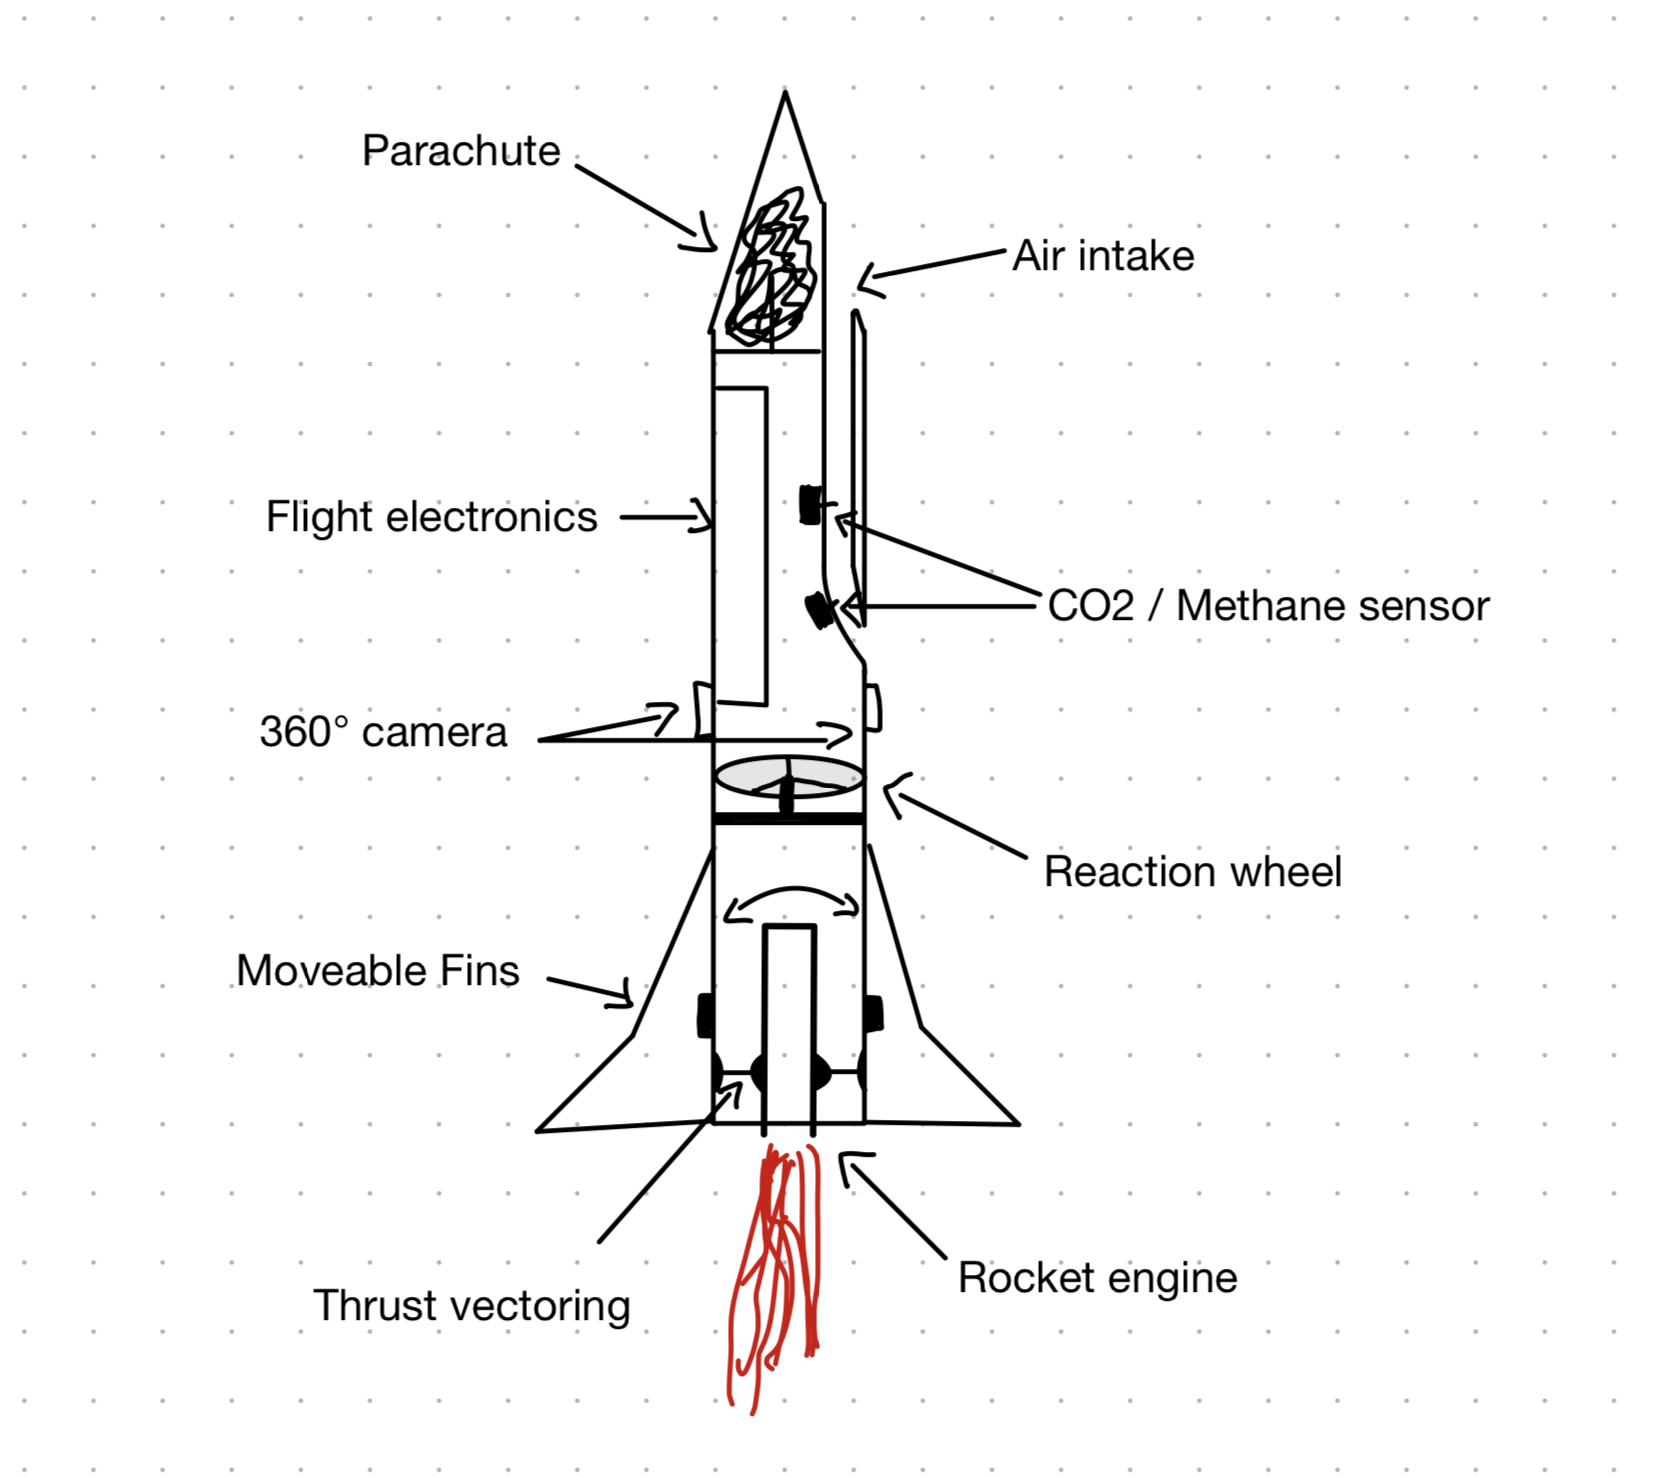 Parachute
Air intake
Flight electronics
CO2 / Methane sensor
360° camera
Reaction wheel
Moveable Fins
Rocket engine
Thrust vectoring